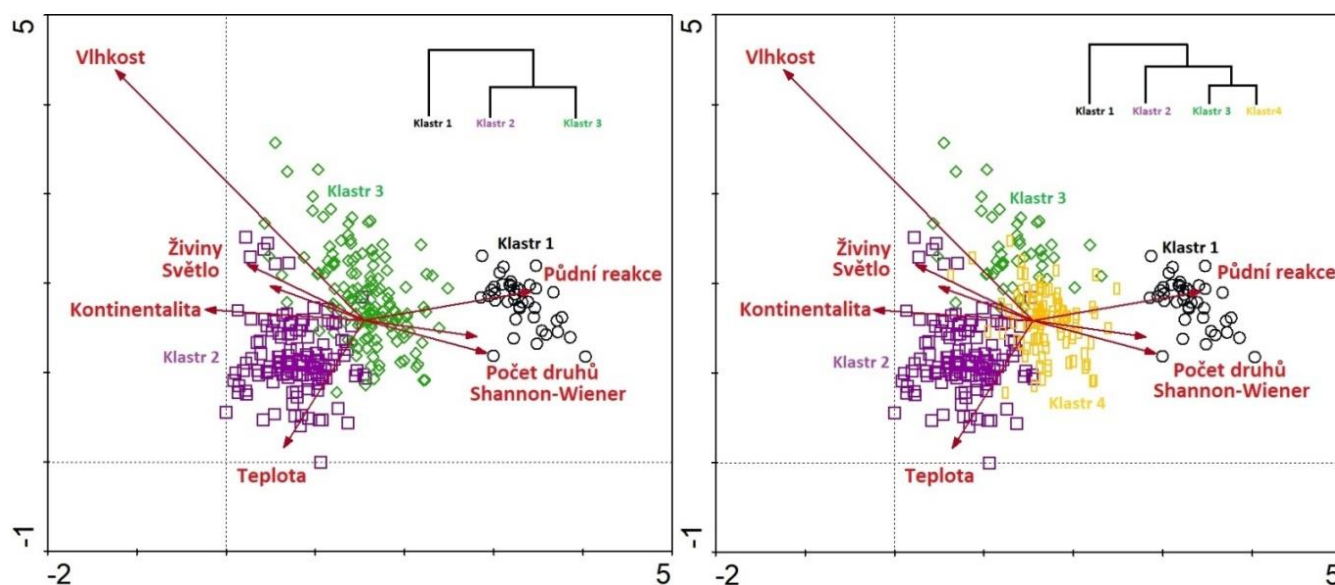 5
Vlhkost
Klastr 1
Klastr 2
Klastr 3
Klastr 3
Živiny
Světlo
Klastr 1
Půdní reakce
Kontinentalita
Klastr 2
Počet druhů
Shannon-Wiener
Teplota
-1
-2
5
5
Vlhkost
Klastr 1
Klastr 2
Klastr 3
Klastr4
Klastr 3
Živiny
Světlo
Klastr 1
Půdní reakce
Kontinentalita
Klastr 2
Počet druhů
Shannon-Wiener
Klastr 4
Teplota
-1
-2
5